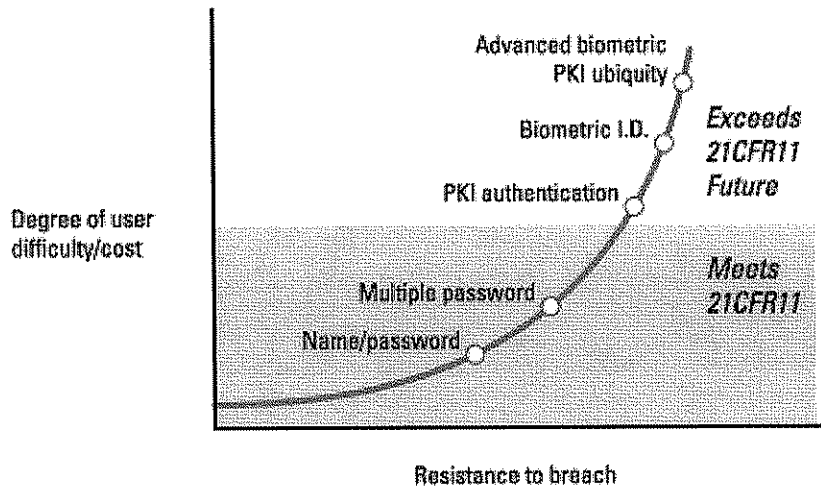 Advanced biometric
PKI ubiquity
Biometric I.D.
Exceeds
21CFR11
Future
PKI authentication
Degree of user
difficulty/cost
Meets
21CFR11
Multiple password
Name/password
Resistance to breach